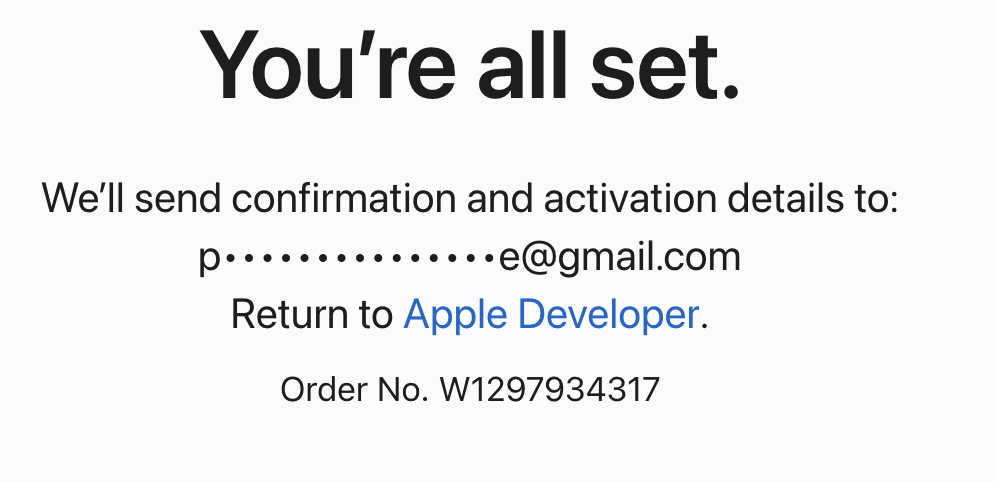 You’re all set.
We’ll send confirmation and activation details to:
p•••••••••••••••e@gmail.com
Return to Apple Developer.
Order No. W1297934317